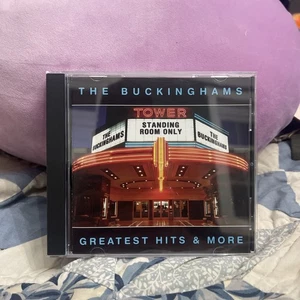 THE BUCKINGHAMS
TOWER
STANDING
ROOM ONLY
THE
BUCKINGHAMS
THE
BUCKINGHAMS
GREATEST HITS & MORE